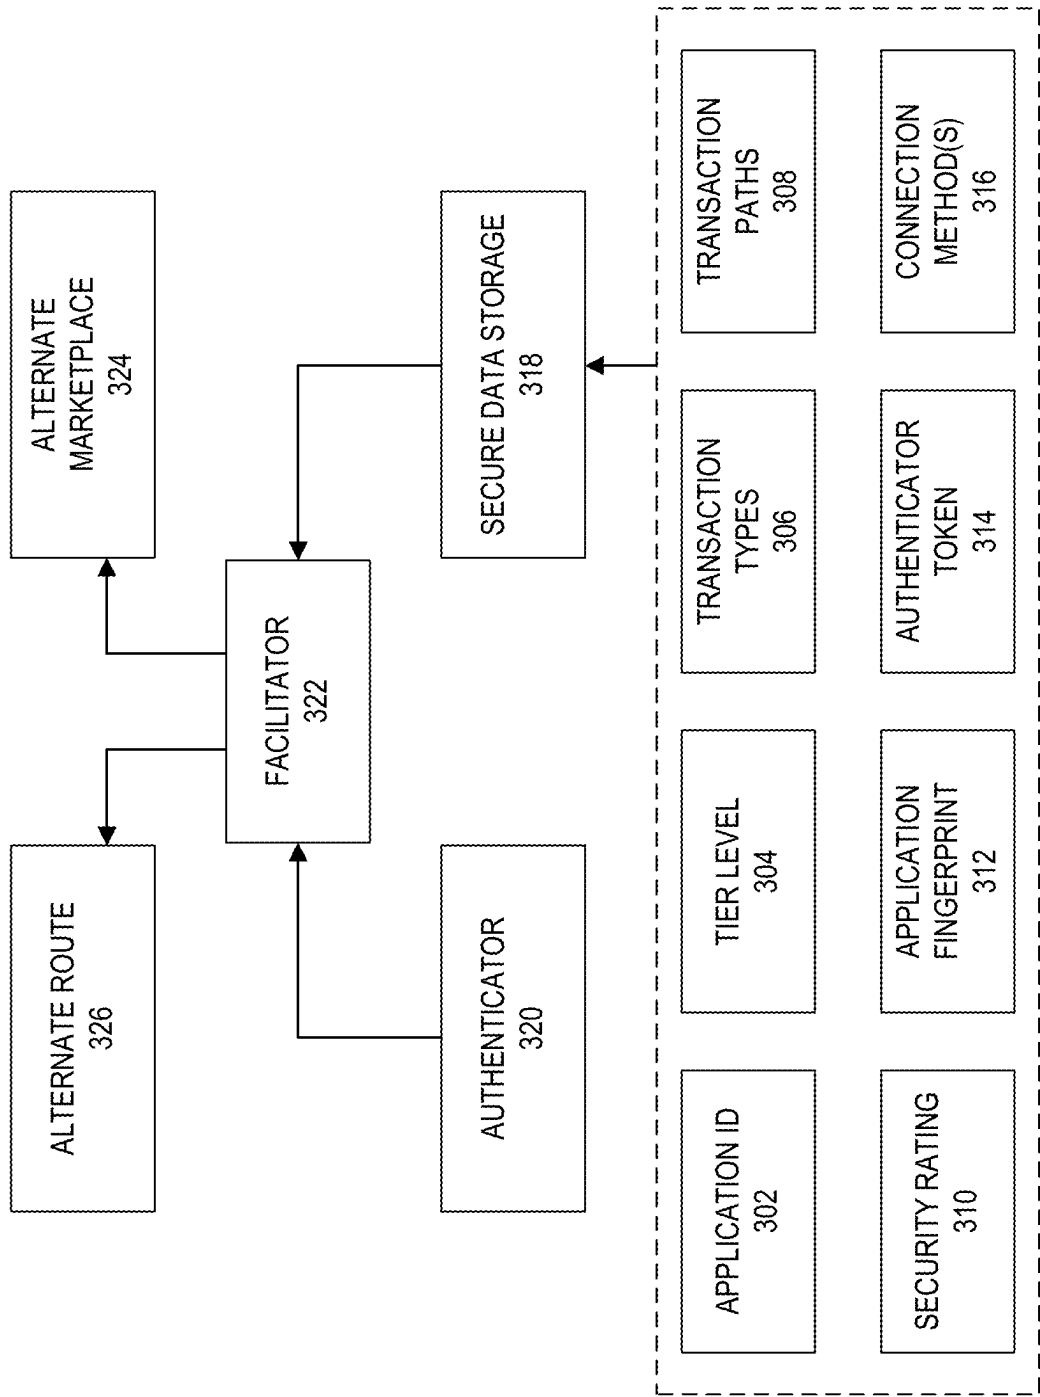 ALTERNATE ROUTE
326
ALTERNATE
MARKETPLACE
324
FACILITATOR
322
AUTHENTICATOR
320
SECURE DATA STORAGE
318
APPLICATION ID
302
TIER LEVEL
304
TRANSACTION
TYPES
306
TRANSACTION
PATHS
308
SECURITY RATING
310
APPLICATION
FINGERPRINT
312
AUTHENTICATOR
TOKEN
314
CONNECTION
METHOD(S)
316